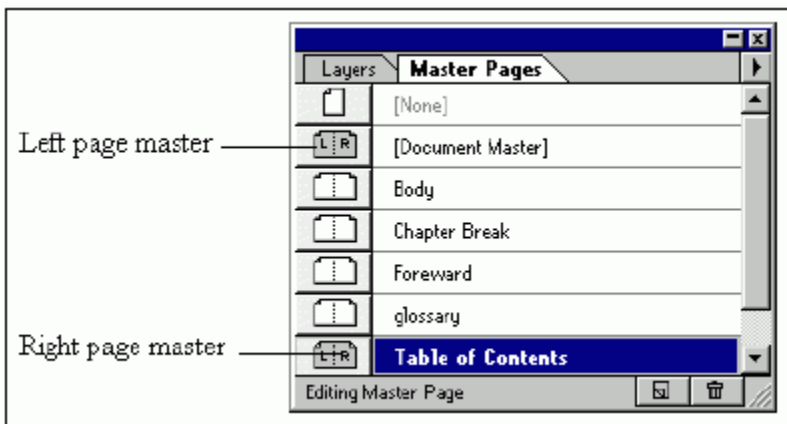 Layers Master Pages
[None]
Left page master
L R [Document Master]
Body
Chapter Break
Foreward
glossary
Right page master
L R Table of Contents
Editing Master Page